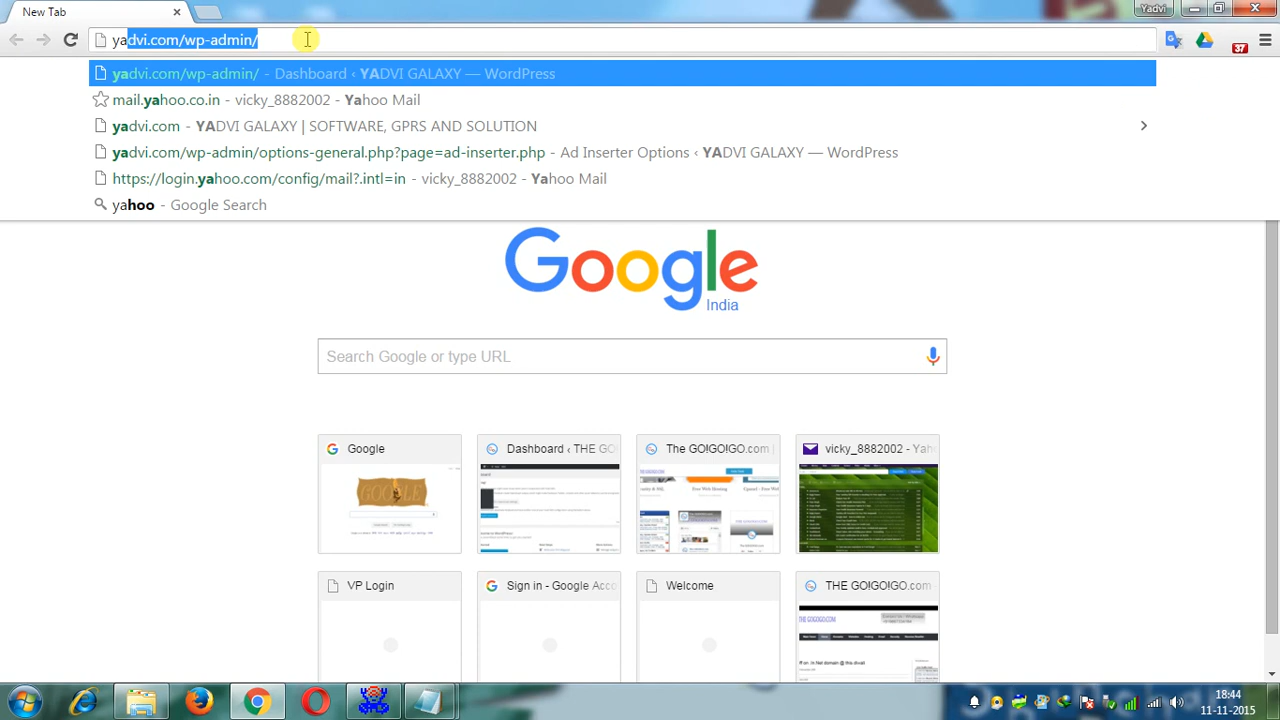 New Tab
Yadvi
yadvi.com/wp-admin/
37
yadvi.com/wp-admin/ - Dashboard ‹ YADVI GALAXY — WordPress
mail.yahoo.co.in - vicky_8882002 - Yahoo Mail
yadvi.com - YADVI GALAXY | SOFTWARE, GPRS AND SOLUTION
yadvi.com/wp-admin/options-general.php?page=ad-inserter.php - Ad Inserter Options ‹ YADVI GALAXY — WordPress
https://login.yahoo.com/config/mail?.intl=in - vicky_8882002 - Yahoo Mail
yahoo - Google Search
Google
India
Search Google or type URL
Google
Dashboard ‹ THE GO
The GO!GO!GO.com |
vicky_8882002 - Yah
VP Login
Sign in - Google Acco
Welcome
THE GO!GO!GO.com
THE GOGOGO.COM
18:44
11-11-2015